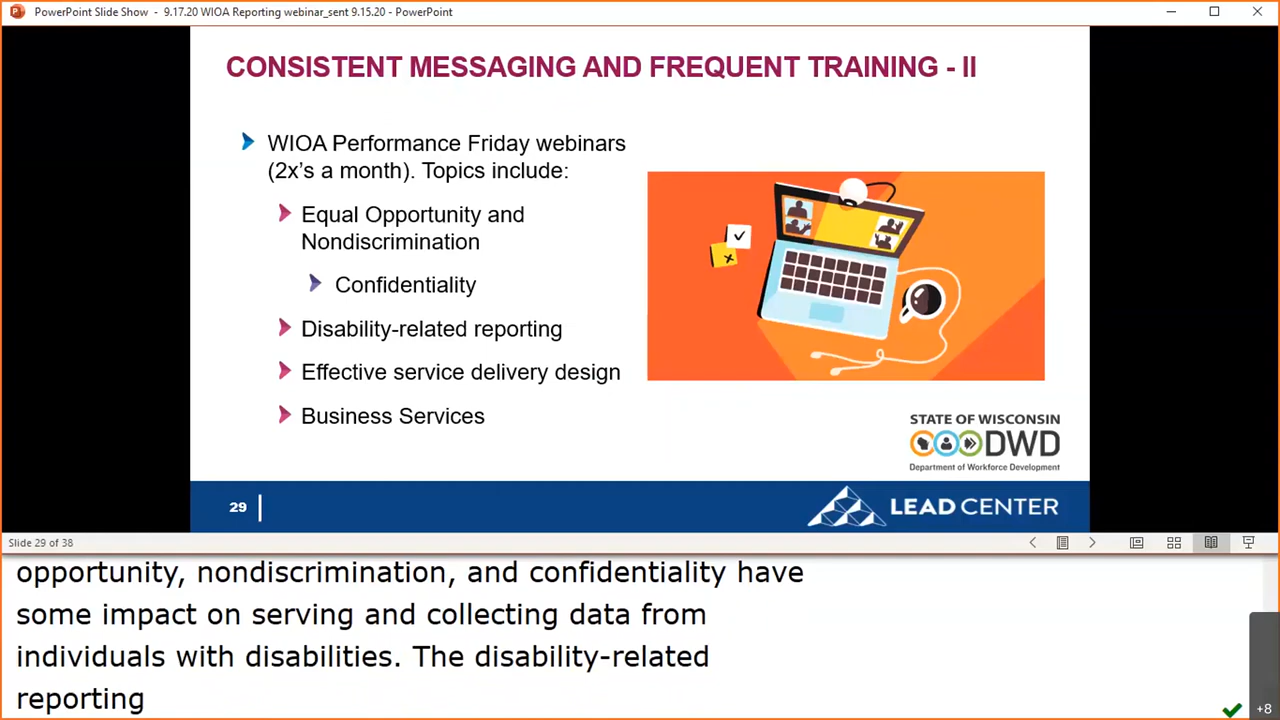 PowerPoint Slide Show - 9.17.20 WIOA Reporting webinar_sent 9.15.20 - PowerPoint
CONSISTENT MESSAGING AND FREQUENT TRAINING - II
WIOA Performance Friday webinars
(2x's a month). Topics include:
Equal Opportunity and
Nondiscrimination
Confidentiality
Disability-related reporting
Effective service delivery design
Business Services
STATE OF WISCONSIN
DWD
Department of Workforce Development
29
LEAD CENTER
Slide 29 of 38
opportunity, nondiscrimination, and confidentiality have
some impact on serving and collecting data from
individuals with disabilities. The disability-related
reporting
+8